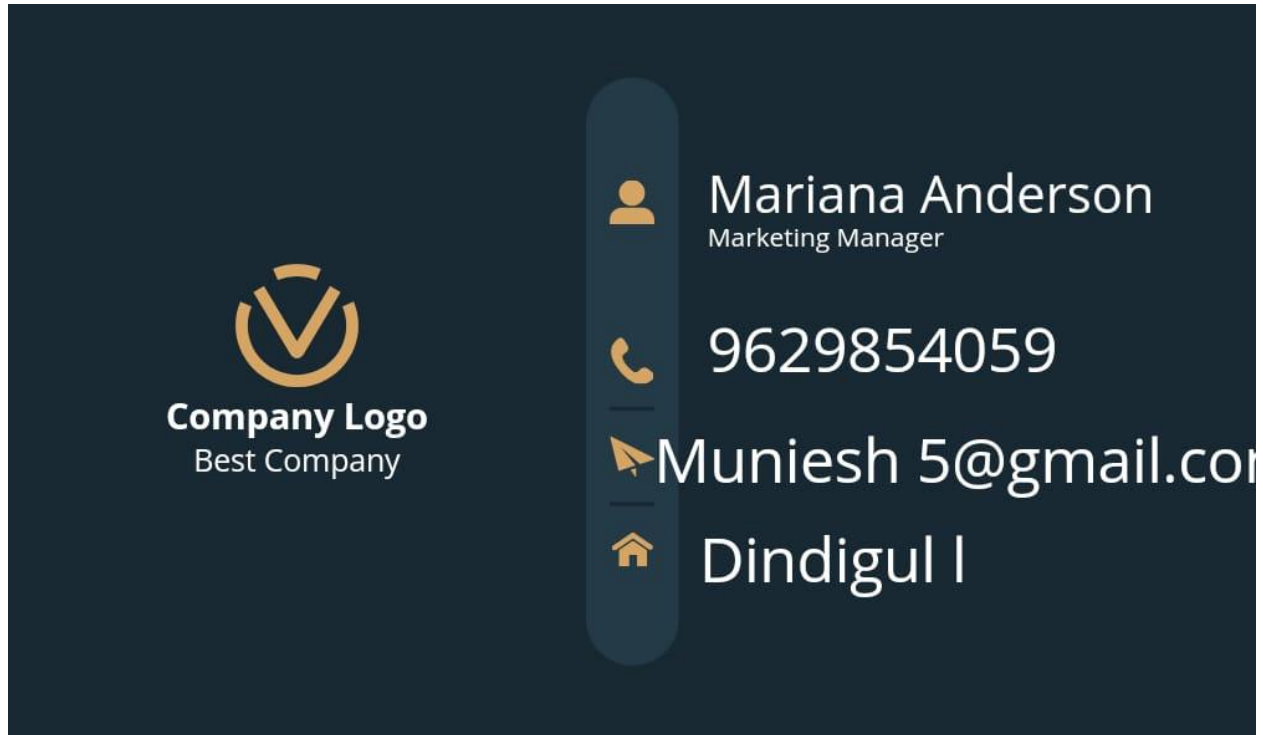 Company Logo
Best Company
Mariana Anderson
Marketing Manager
9629854059
Muniesh 5@gmail.co
Dindigul l